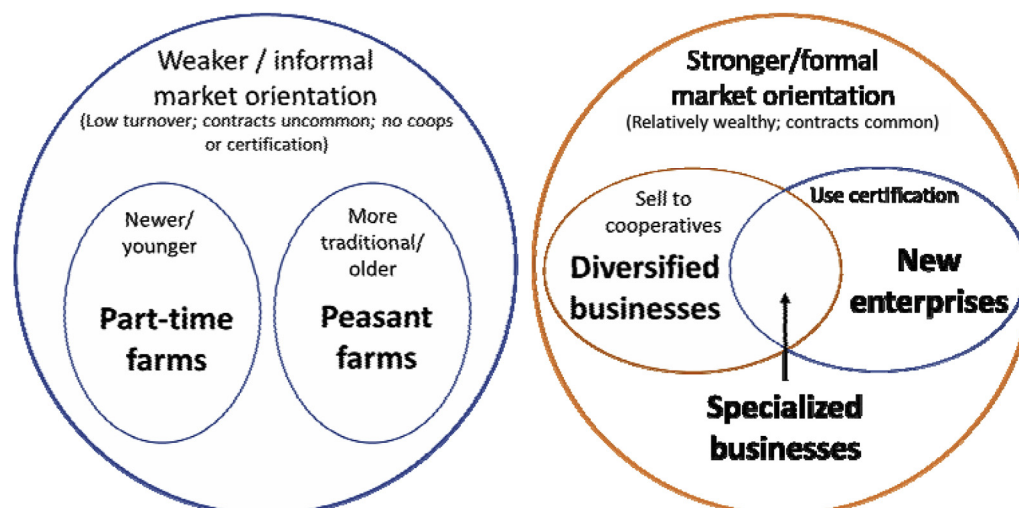 Weaker / informal
market orientation
(Low turnover; contracts uncommon; no coops
or certification)
Newer/
younger
Part-time
farms
More
traditional/
older
Peasant
farms
Stronger/formal
market orientation
(Relatively wealthy; contracts common)
Sell to
cooperatives
Diversified
businesses
Use certification
New
enterprises
Specialized
businesses